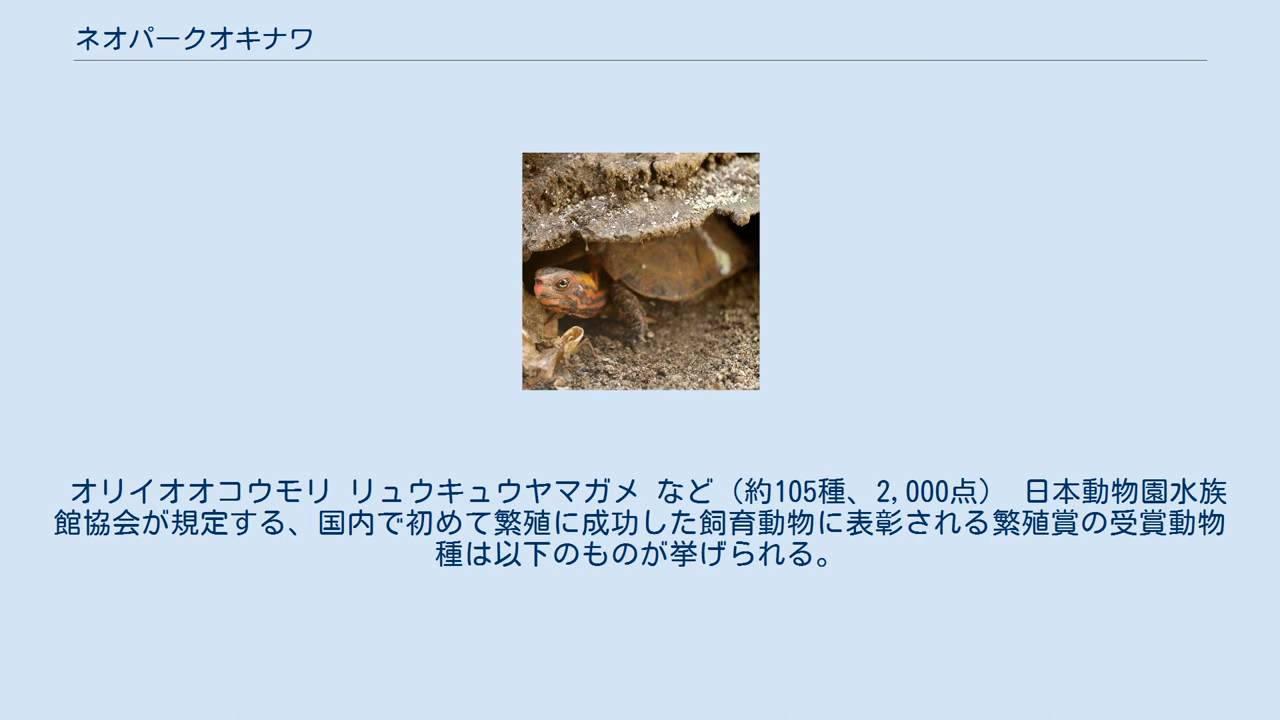 ネオパークオキナワ
オリイオオコウモリ リュウキュウヤマガメ など（約105種、2,000点） 日本動物園水族
館協会が規定する、国内で初めて繁殖に成功した飼育動物に表彰される繁殖賞の受賞動物
種は以下のものが挙げられる。